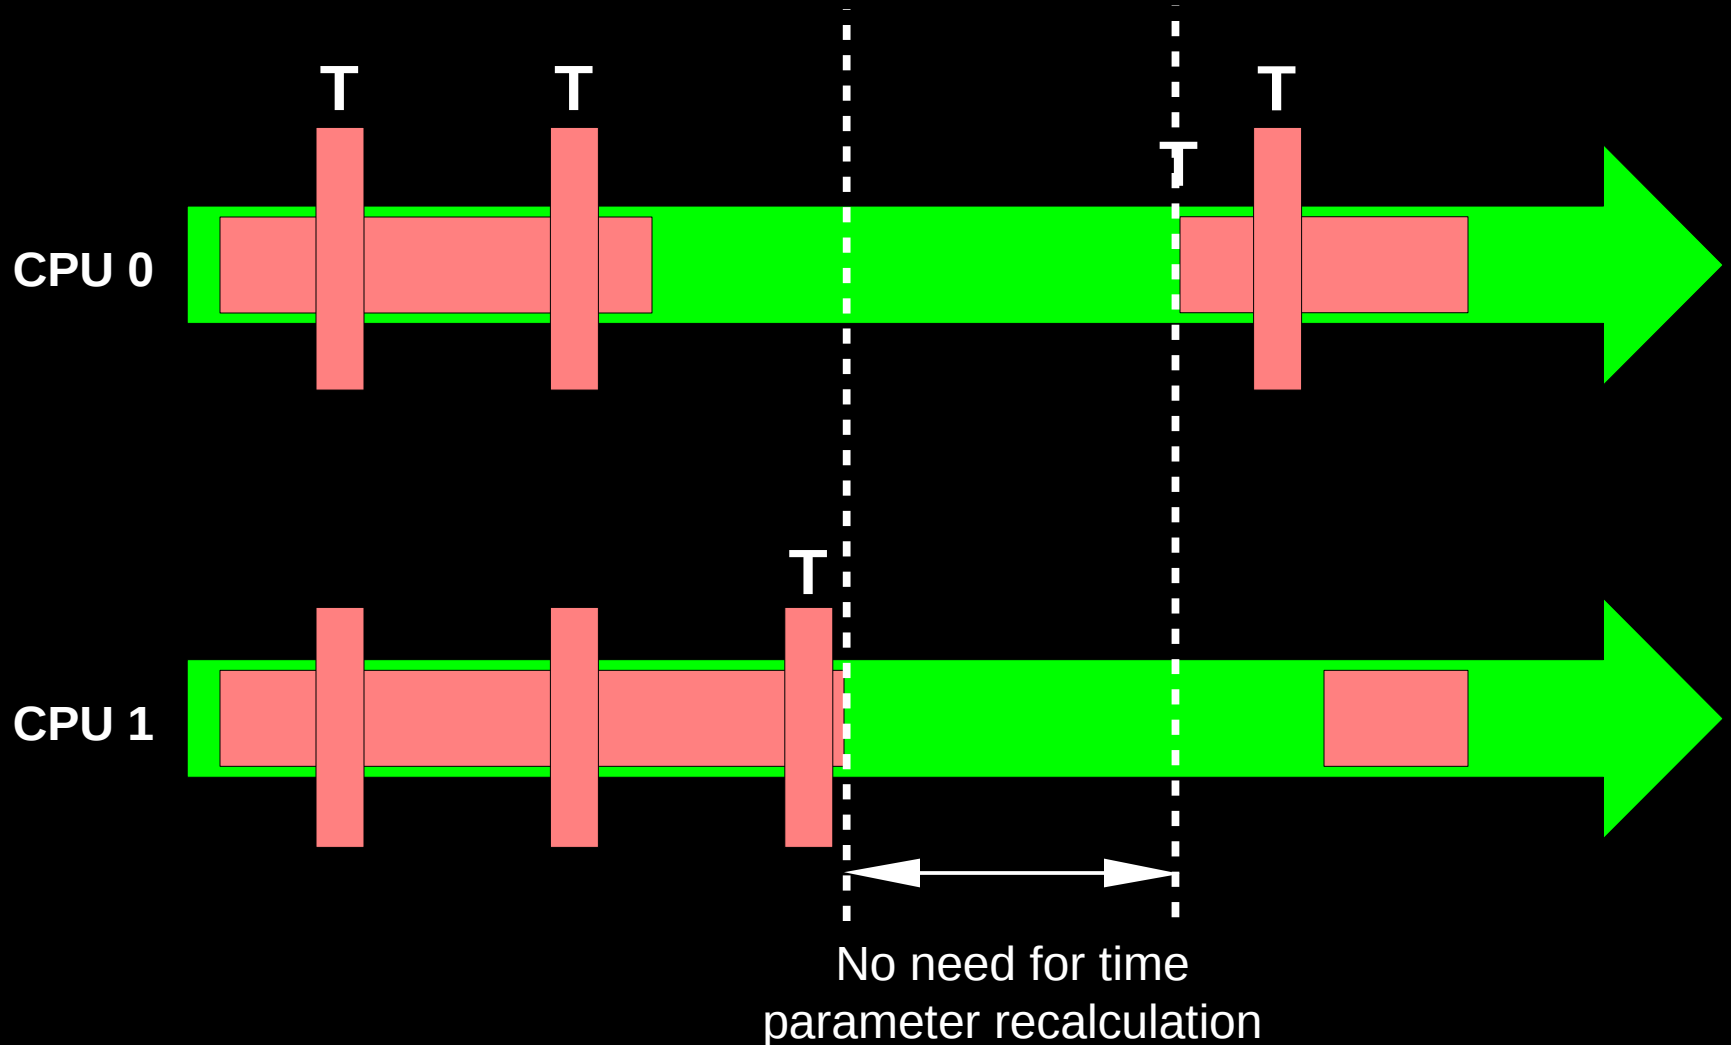 T
T
T
T
CPU 0
T
CPU 1
No need for time
parameter recalculation